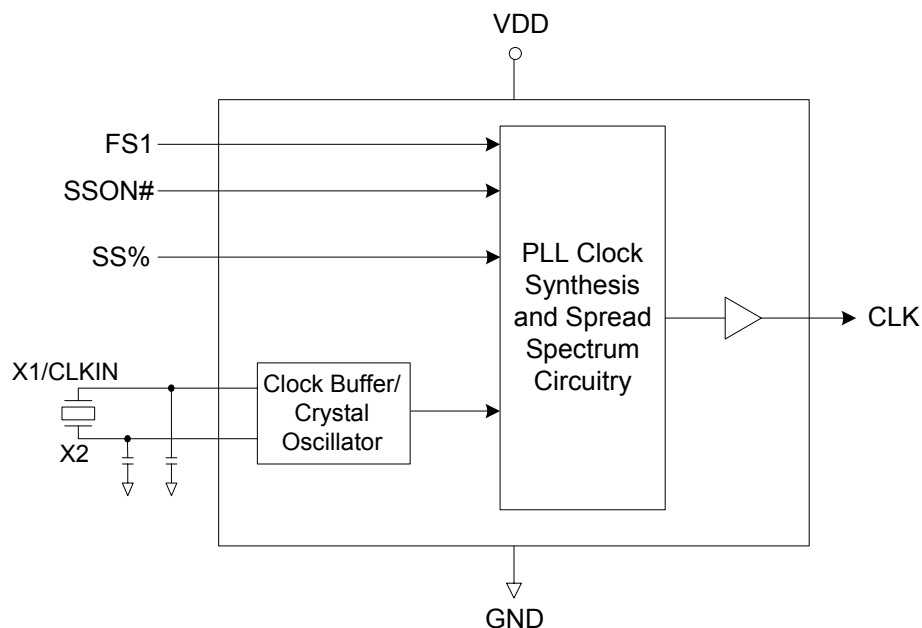 VDD
FS1
SSON#
SS%
PLL Clock
Synthesis
and Spread
Spectrum
Circuitry
CLK
X1/CLKIN
X2
Clock Buffer/
Crystal
Oscillator
GND